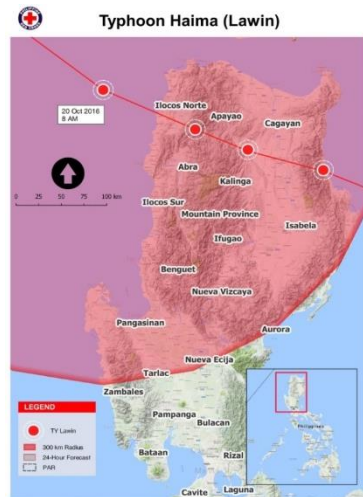 Typhoon Haima (Lawin)
20 Oct 2016
8 AM
Ilocos Norte
Apayao
Cagayan
Abra
Kalinga
0 25 50 75 100 km
Ilocos Sur
Mountain Province
Isabela
Ifugao
Benguet
Nueva Vizcaya
Pangasinan
Aurora
Nueva Ecija
Tarlac
Zambales
LEGEND
TY Lawin
300 km Radius
24-Hour Forecast
PAR
Pampanga
Bulacan
Bataan
Rizal
Cavite
Laguna
Philippines